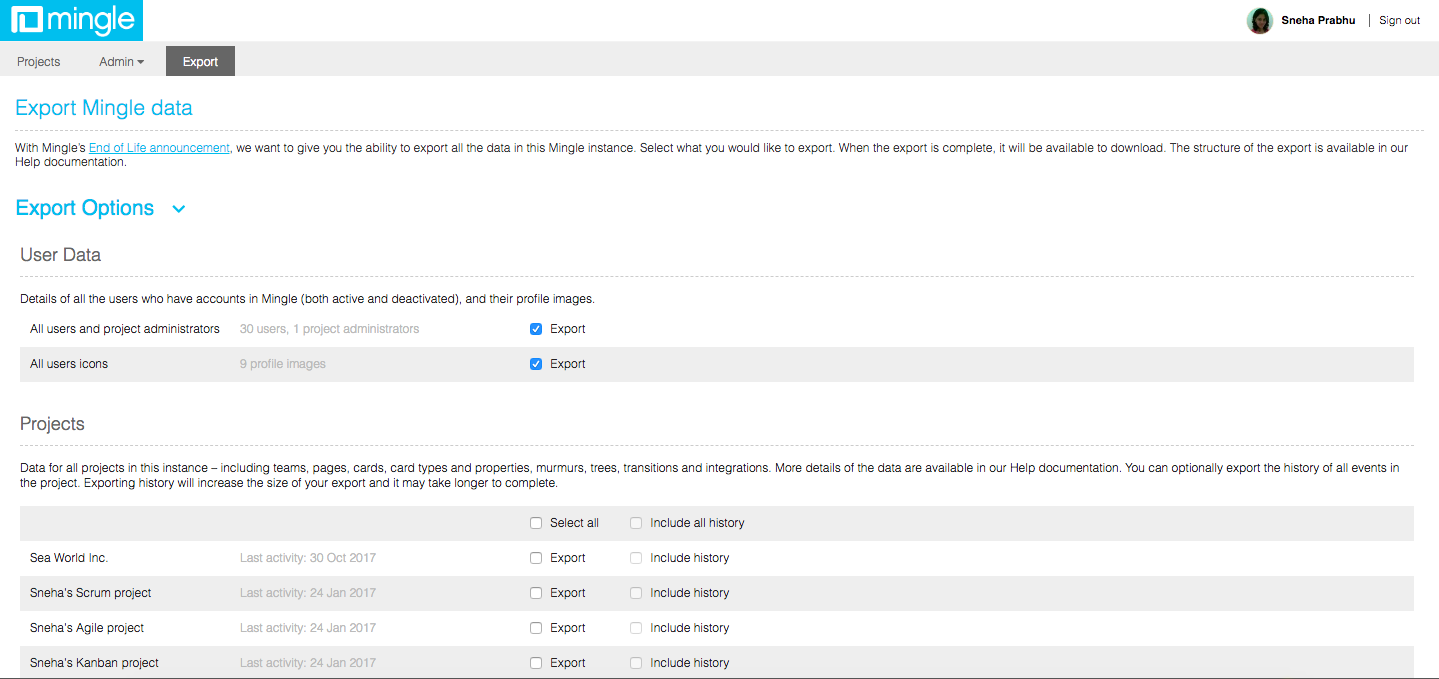 mingle
Sneha Prabhu | Sign out
Projects Admin Export
Export Mingle data
With Mingle's End of Life announcement, we want to give you the ability to export all the data in this Mingle instance. Select what you would like to export. When the export is complete, it will be available to download. The structure of the export is available in our
Help documentation.
Export Options
User Data
Details of all the users who have accounts in Mingle (both active and deactivated), and their profile images.
All users and project administrators 30 users, 1 project administrators Export
All users icons 9 profile images Export
Projects
Data for all projects in this instance – including teams, pages, cards, card types and properties, murmurs, trees, transitions and integrations. More details of the data are available in our Help documentation. You can optionally export the history of all events in
the project. Exporting history will increase the size of your export and it may take longer to complete.
Select all Include all history
Sea World Inc. Last activity: 30 Oct 2017 Export Include history
Sneha's Scrum project Last activity: 24 Jan 2017 Export Include history
Sneha's Agile project Last activity: 24 Jan 2017 Export Include history
Sneha's Kanban project Last activity: 24 Jan 2017 Export Include history